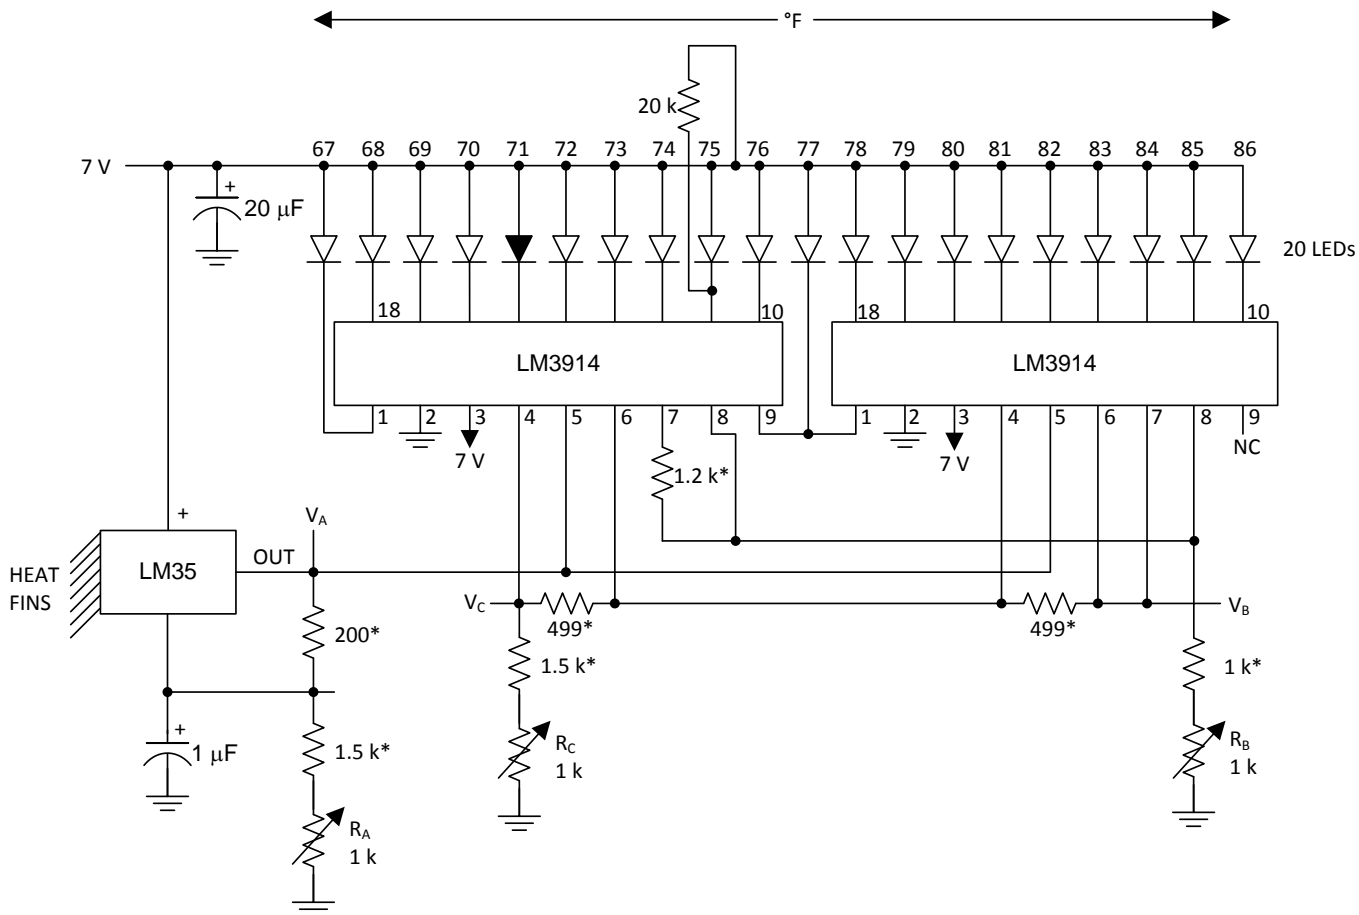 °F
20 k
7 V
67 68 69 70 71 72 73 74 75 76 77 78 79 80 81 82 83 84 85 86
+
20 μF
20 LEDs
18 10 18 10
LM3914 LM3914
1 2 3 4 5 6 7 8 9 1 2 3 4 5 6 7 8 9
7 V 7 V NC
1.2 k*
+
V_A
HEAT FINS
LM35
OUT
V_C V_B
499* 499*
200*
1.5 k* 1 k*
+
1 μF
1.5 k*
R_C
1 k
R_B
1 k
R_A
1 k